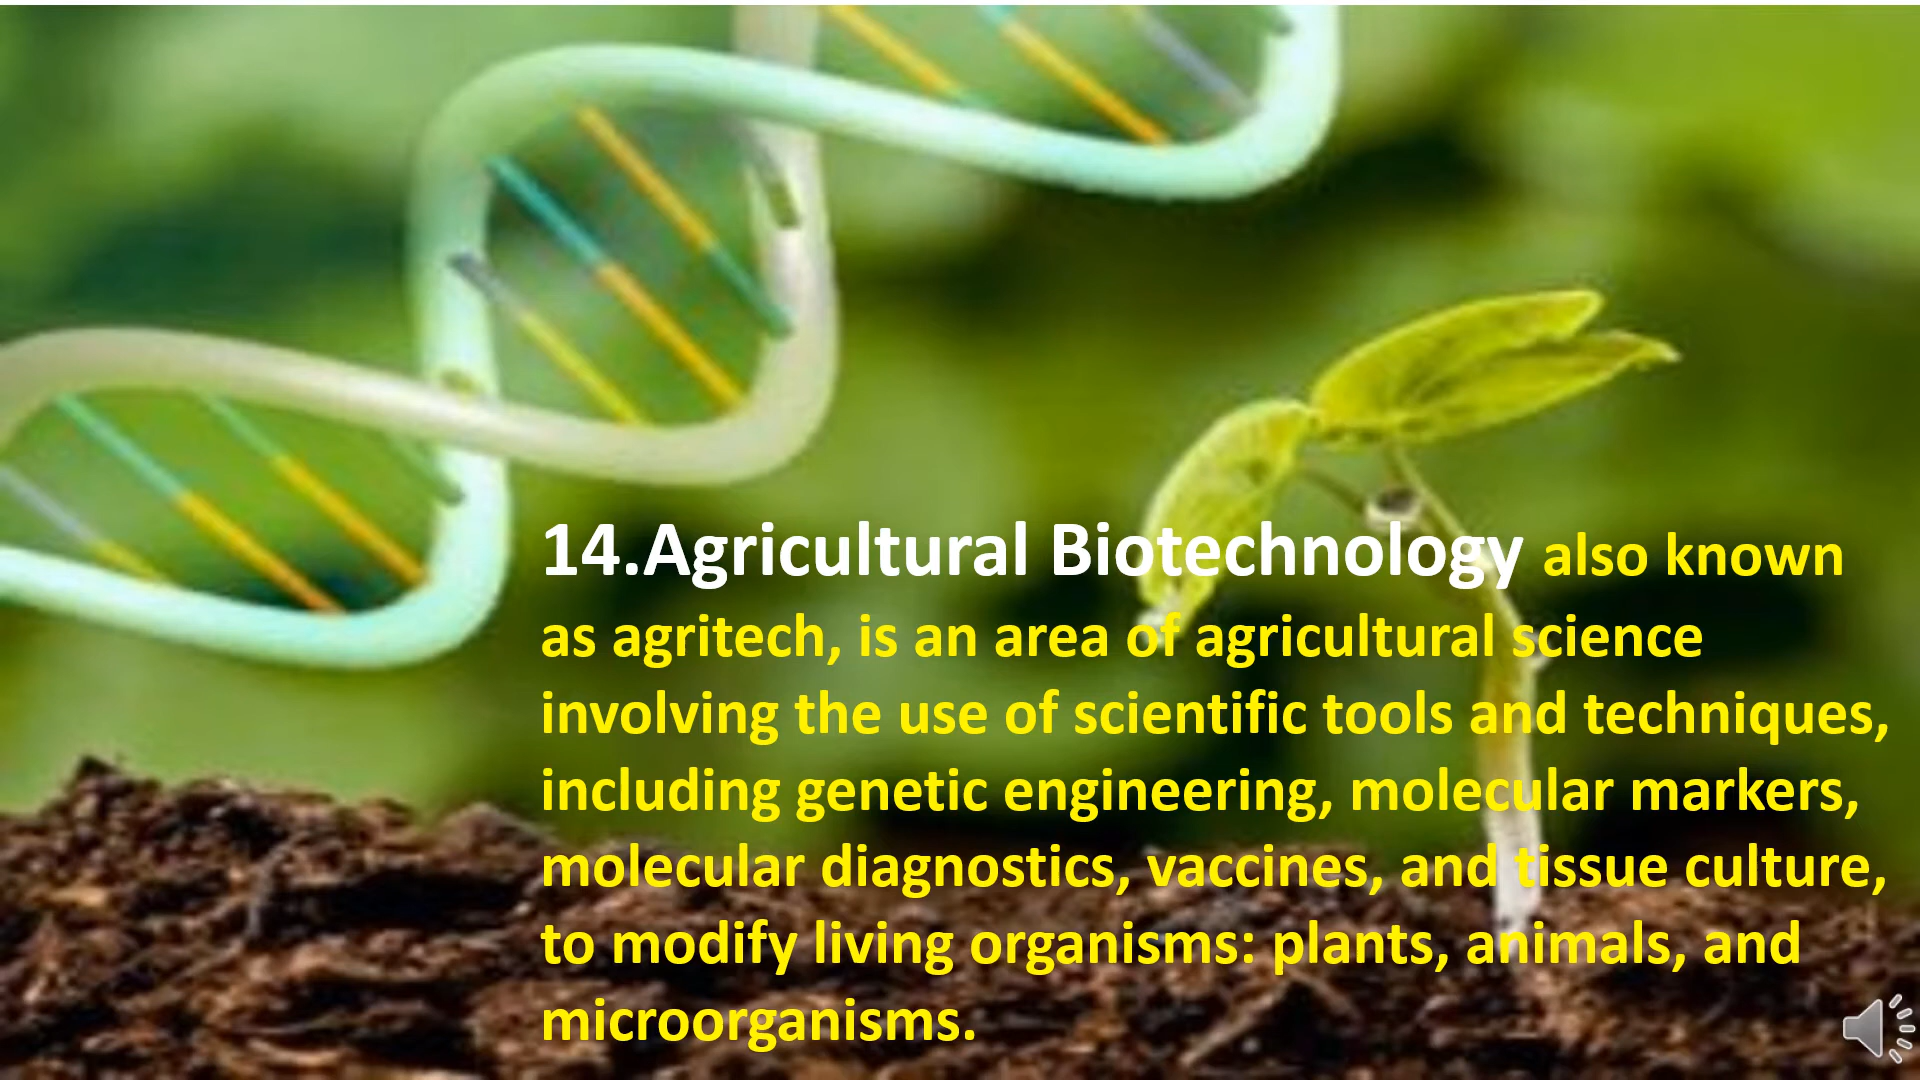 14.Agricultural Biotechnology also known
as agritech, is an area of agricultural science
involving the use of scientific tools and techniques,
including genetic engineering, molecular markers,
molecular diagnostics, vaccines, and tissue culture,
to modify living organisms: plants, animals, and
microorganisms.